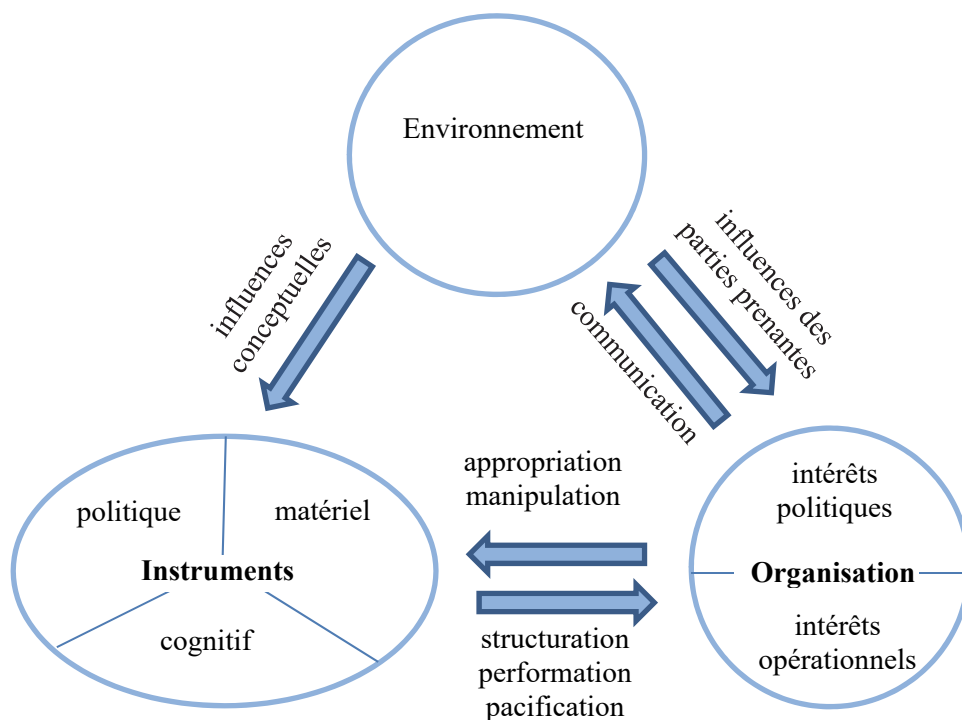 Environnement
influences
conceptuelles
influences des
parties prenantes
communication
appropriation
manipulation
politique
matériel
Instruments
cognitif
intérêts
politiques
Organisation
intérêts
opérationnels
structuration
performation
pacification